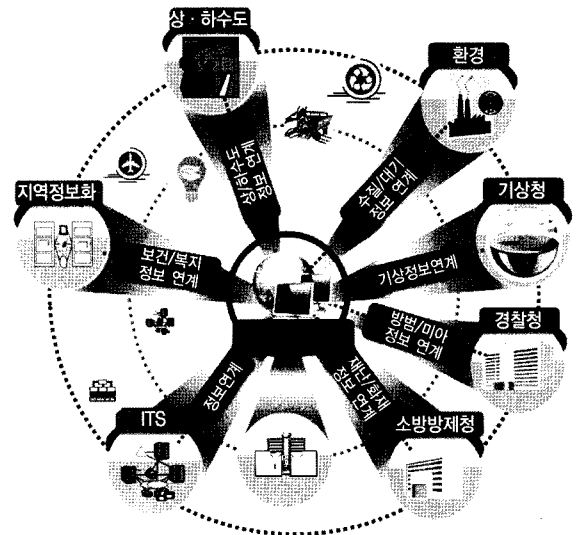 상·하수도
환경
상/하수도
정보 연계
수질/대기
정보 연계
지역정보화
기상청
보건/복지
정보 연계
기상정보연계
방범/미아
정보 연계
경찰청
정보연계
재난/화재
정보 연계
ITS
소방방제청